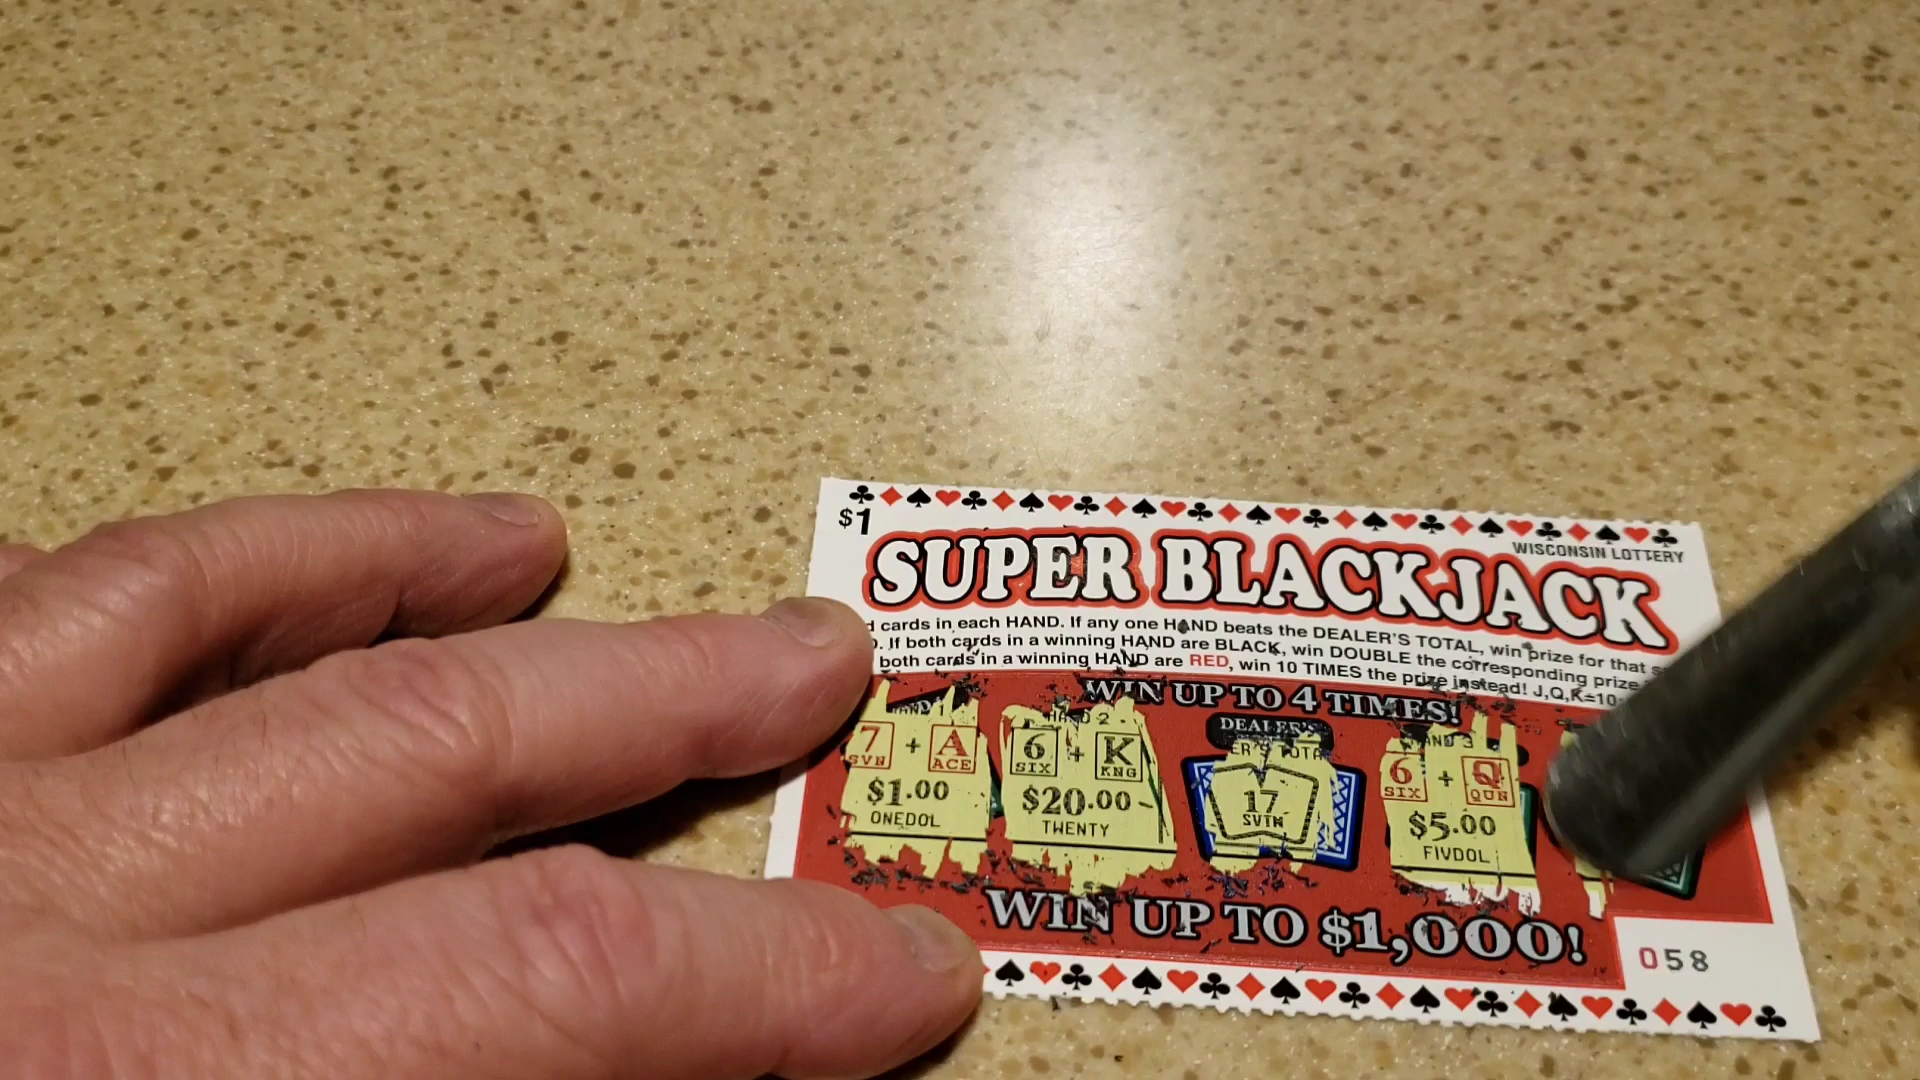 $1
WISCONSIN LOTTERY
SUPER BLACKJACK
cards in each HAND. If any one HAND beats the DEALER'S TOTAL, win prize for that
If both cards in a winning HAND are BLACK, win DOUBLE the corresponding prize
both cards in a winning HAND are RED, win 10 TIMES the prize instead! J,Q,K=10
WIN UP TO 4 TIMES!
HAND 2
DEALER'S
7 + A
SVN ACE
$1.00
ONEDOL
6 + K
SIX KNG
$20.00
TWENTY
17
SVTN
6 + Q
SIX QUN
$5.00
FIVDOL
WIN UP TO $1,000!
058